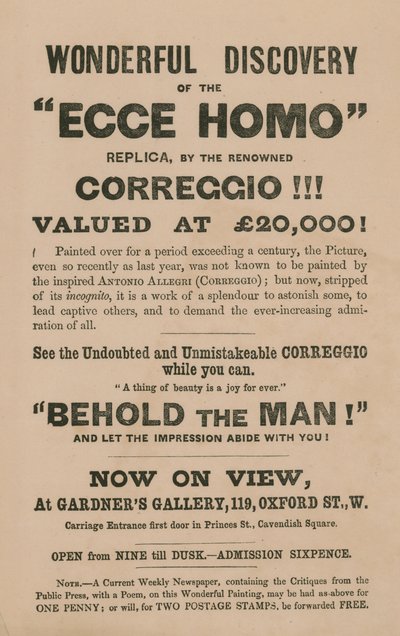 WONDERFUL DISCOVERY
OF THE
"ECCE HOMO"
REPLICA, BY THE RENOWNED
CORREGGIO !!!
VALUED AT £20,000!
Painted over for a period exceeding a century, the Picture,
even so recently as last year, was not known to be painted by
the inspired ANTONIO ALLEGRI (CORREGGIO); but now, stripped
of its incognito, it is a work of a splendour to astonish some, to
lead captive others, and to demand the ever-increasing admi-
ration of all.
See the Undoubted and Unmistakeable CORREGGIO
while you can.
"A thing of beauty is a joy for ever."
"BEHOLD THE MAN!"
AND LET THE IMPRESSION ABIDE WITH YOU!
NOW ON VIEW,
At GARDNER'S GALLERY, 119, OXFORD ST., W.
Carriage Entrance first door in Princes St., Cavendish Square.
OPEN from NINE till DUSK.—ADMISSION SIXPENCE.
NOTE.—A Current Weekly Newspaper, containing the Critiques from the
Public Press, with a Poem, on this Wonderful Painting, may be had as above for
ONE PENNY; or will, for TWO POSTAGE STAMPS, be forwarded FREE.